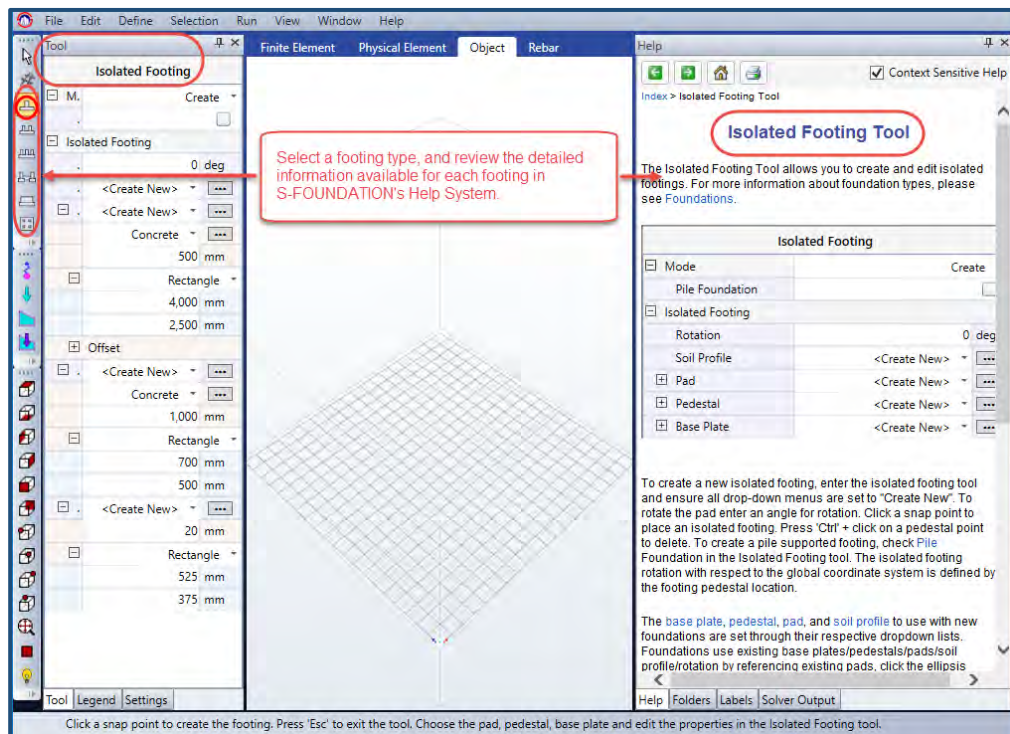 File Edit Define Selection Run View Window Help
Tool
Isolated Footing
M. Create
.
Isolated Footing
. 0 deg
. <Create New> ...
. <Create New> ...
Concrete ...
500 mm
Rectangle
4,000 mm
2,500 mm
Offset
. <Create New> ...
Concrete ...
1,000 mm
Rectangle
700 mm
500 mm
. <Create New> ...
20 mm
Rectangle
525 mm
375 mm
Tool Legend Settings
Finite Element Physical Element Object Rebar
Select a footing type, and review the detailed
information available for each footing in
S-FOUNDATION's Help System.
Help
Context Sensitive Help
Index > Isolated Footing Tool
Isolated Footing Tool
The Isolated Footing Tool allows you to create and edit isolated
footings. For more information about foundation types, please
see Foundations.
Isolated Footing
Mode Create
Pile Foundation
Isolated Footing
Rotation 0 deg
Soil Profile <Create New> ...
Pad <Create New> ...
Pedestal <Create New> ...
Base Plate <Create New> ...
To create a new isolated footing, enter the isolated footing tool
and ensure all drop-down menus are set to "Create New". To
rotate the pad enter an angle for rotation. Click a snap point to
place an isolated footing. Press 'Ctrl' + click on a pedestal point
to delete. To create a pile supported footing, check Pile
Foundation in the Isolated Footing tool. The isolated footing
rotation with respect to the global coordinate system is defined by
the footing pedestal location.
The base plate, pedestal, pad, and soil profile to use with new
foundations are set through their respective dropdown lists.
Foundations use existing base plates/pedestals/pads/soil
profile/rotation by referencing existing pads, click the ellipsis
Help Folders Labels Solver Output
Click a snap point to create the footing. Press 'Esc' to exit the tool. Choose the pad, pedestal, base plate and edit the properties in the Isolated Footing tool.